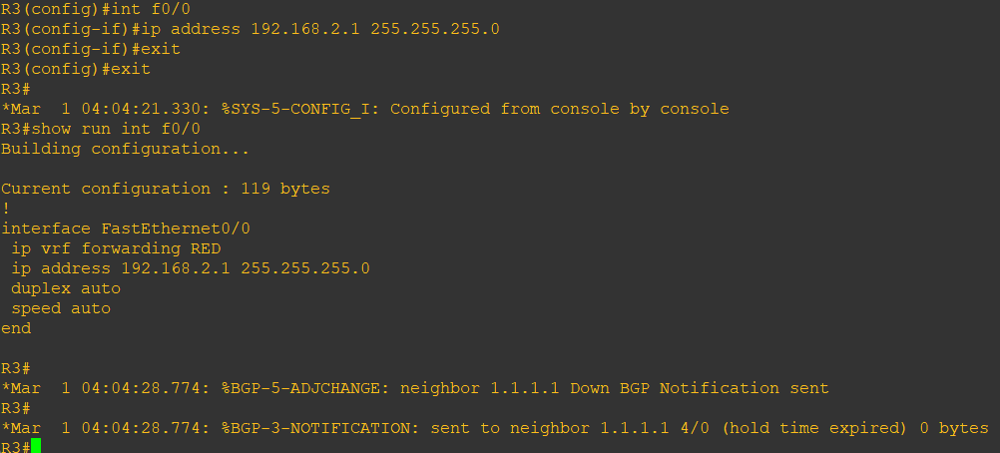 R3(config)#int f0/0
R3(config-if)#ip address 192.168.2.1 255.255.255.0
R3(config-if)#exit
R3(config)#exit
R3#
*Mar  1 04:04:21.330: %SYS-5-CONFIG_I: Configured from console by console
R3#show run int f0/0
Building configuration...

Current configuration : 119 bytes
!
interface FastEthernet0/0
 ip vrf forwarding RED
 ip address 192.168.2.1 255.255.255.0
 duplex auto
 speed auto
end

R3#
*Mar  1 04:04:28.774: %BGP-5-ADJCHANGE: neighbor 1.1.1.1 Down BGP Notification sent
R3#
*Mar  1 04:04:28.774: %BGP-3-NOTIFICATION: sent to neighbor 1.1.1.1 4/0 (hold time expired) 0 bytes
R3#